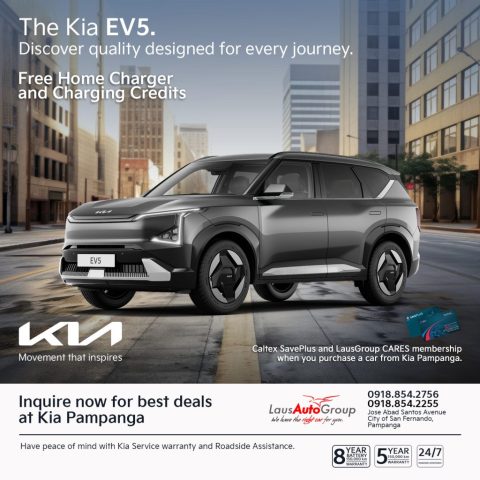 The Kia EV5.
Discover quality designed for every journey.
Free Home Charger
and Charging Credits
KIA
EV5
KIA
Movement that inspires
Caltex SavePlus and LausGroup CARES membership
when you purchase a car from Kia Pampanga.
Inquire now for best deals
at Kia Pampanga
LausAutoGroup
We have the right car for you.
0918.854.2756
0918.854.2255
Jose Abad Santos Avenue
City of San Fernando,
Pampanga
Have peace of mind with Kia Service warranty and Roadside Assistance.
8 YEAR
BATTERY
WARRANTY
5 YEAR
WARRANTY
24/7